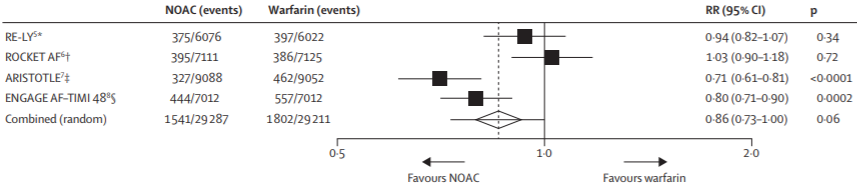 NOAC (events) Warfarin (events) RR (95% CI) p
RE-LY⁵* 375/6076 397/6022 0·94 (0·82–1·07) 0·34
ROCKET AF⁶† 395/7111 386/7125 1·03 (0·90–1·18) 0·72
ARISTOTLE⁷‡ 327/9088 462/9052 0·71 (0·61–0·81) <0·0001
ENGAGE AF–TIMI 48⁸§ 444/7012 557/7012 0·80 (0·71–0·90) 0·0002
Combined (random) 1541/29 287 1802/29 211 0·86 (0·73–1·00) 0·06
0·5 1·0 2·0
Favours NOAC Favours warfarin